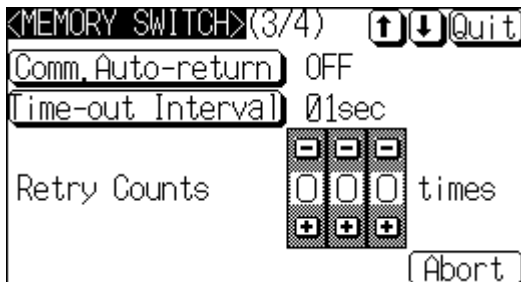 <MEMORY SWITCH>(3/4) ↑ ↓ Quit
Comm.Auto-return OFF
Time-out Interval 01sec
- - -
Retry Counts 000 times
+ + +
Abort